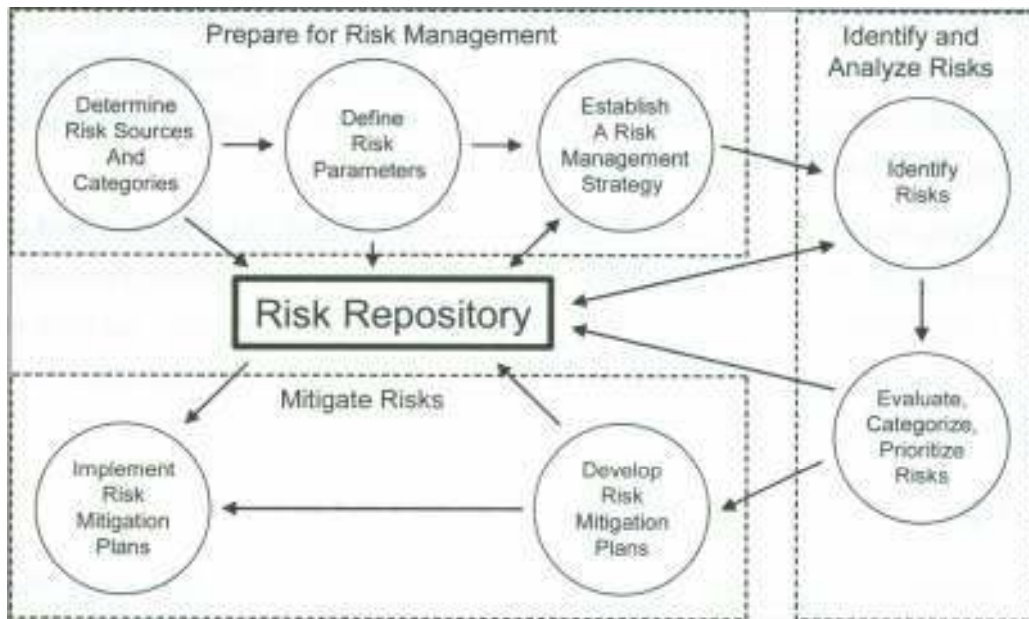 Prepare for Risk Management
Determine
Risk Sources
And
Categories
Define
Risk
Parameters
Establish
A Risk
Management
Strategy
Identify and
Analyze Risks
Identify
Risks
Risk Repository
Evaluate,
Categorize,
Prioritize
Risks
Mitigate Risks
Implement
Risk
Mitigation
Plans
Develop
Risk
Mitigation
Plans